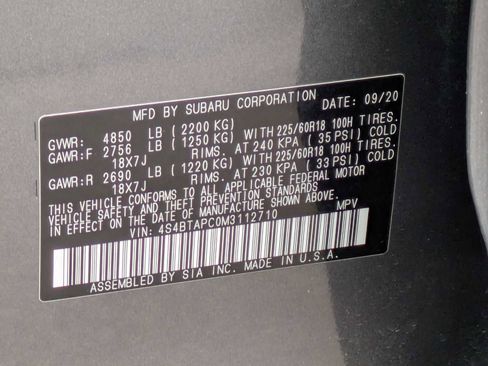 MFD BY SUBARU CORPORATION DATE: 09/20
GVWR: 4850 LB (2200 KG)
GAWR:F 2756 LB (1250 KG) WITH 225/60R18 100H TIRES.
18X7J RIMS. AT 240 KPA (35 PSI) COLD
GAWR:R 2690 LB (1220 KG) WITH 225/60R18 100H TIRES.
18X7J RIMS. AT 230 KPA (33 PSI) COLD
THIS VEHICLE CONFORMS TO ALL APPLICABLE FEDERAL MOTOR
VEHICLE SAFETY AND THEFT PREVENTION STANDARDS
IN EFFECT ON THE DATE OF MANUFACTURE SHOWN ABOVE.
VIN: 4S4BTAPC0M3112710 MPV
ASSEMBLED BY SIA INC. MADE IN U.S.A.